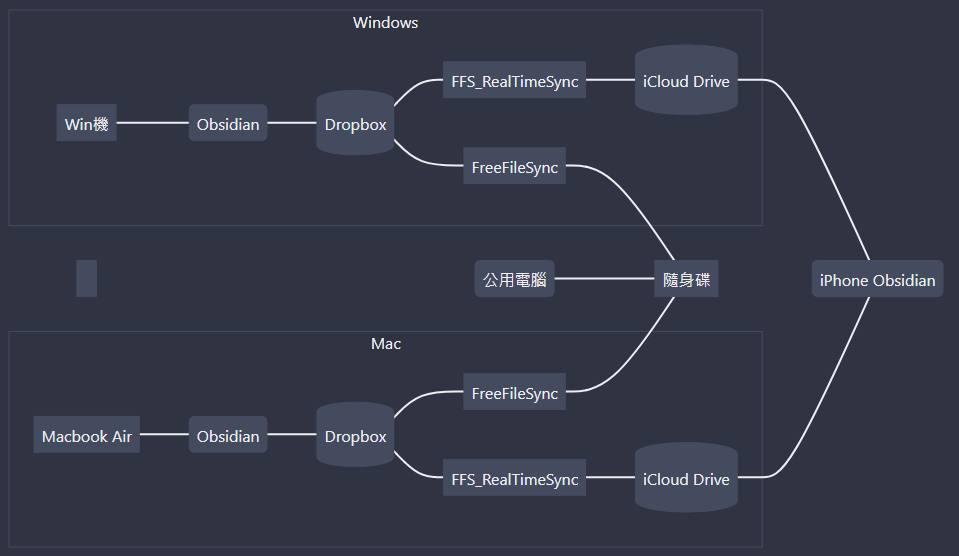 Windows
FFS_RealTimeSync
iCloud Drive
Win機
Obsidian
Dropbox
FreeFileSync
公用電腦
隨身碟
iPhone Obsidian
Mac
FreeFileSync
Macbook Air
Obsidian
Dropbox
FFS_RealTimeSync
iCloud Drive